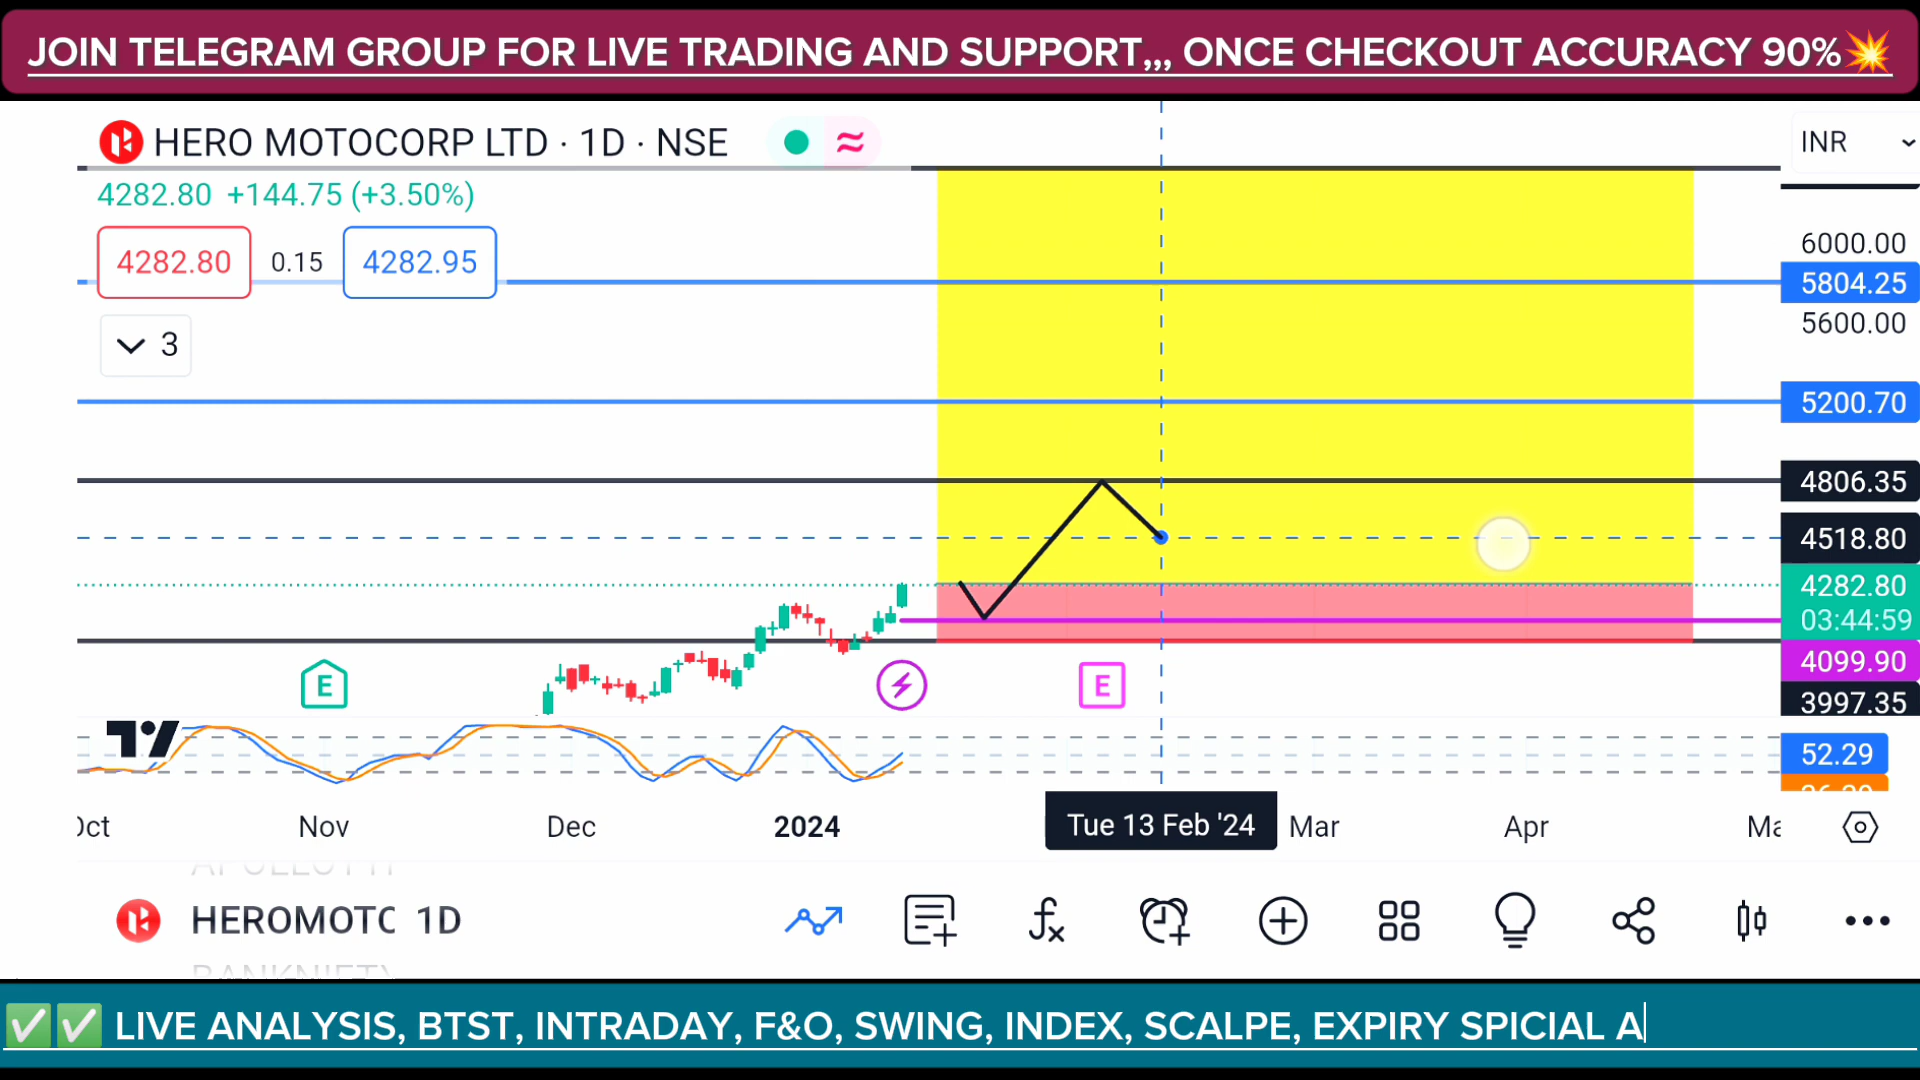 JOIN TELEGRAM GROUP FOR LIVE TRADING AND SUPPORT,,, ONCE CHECKOUT ACCURACY 90%💥
HERO MOTOCORP LTD · 1D · NSE
INR
4282.80 +144.75 (+3.50%)
4282.80 0.15 4282.95
3
6000.00
5804.25
5600.00
5200.70
4806.35
4518.80
4282.80
03:44:59
4099.90
3997.35
E
E
52.29
Nov Dec 2024 Tue 13 Feb '24 Mar Apr
HEROMOTC 1D
✅✅ LIVE ANALYSIS, BTST, INTRADAY, F&O, SWING, INDEX, SCALPE, EXPIRY SPICIAL A